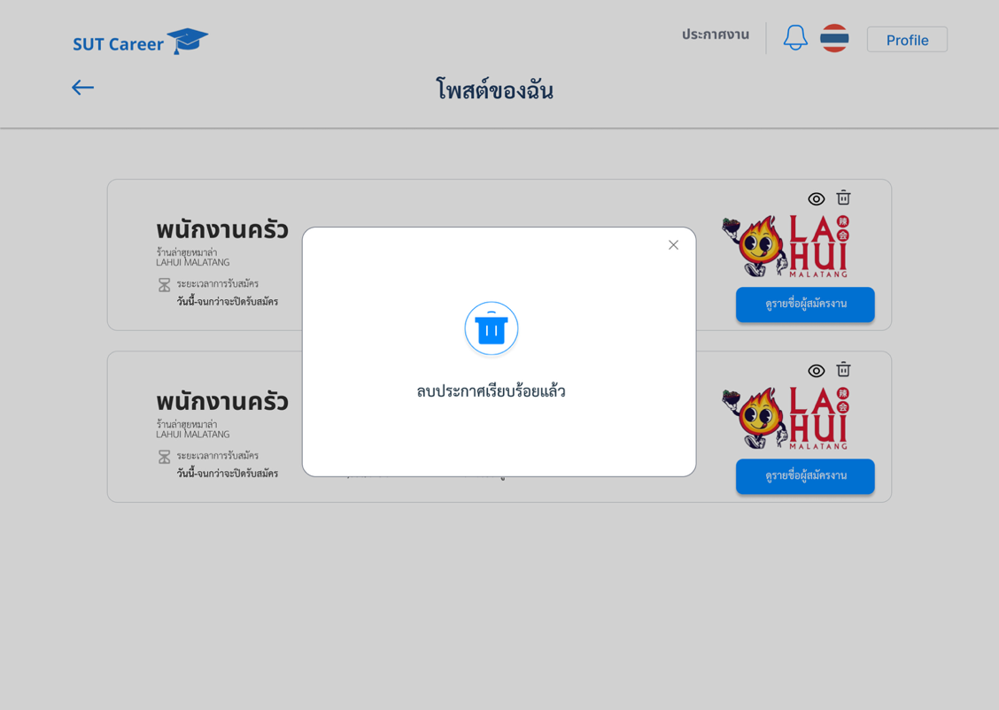 SUT Career
ประกาศงาน
Profile
โพสต์ของฉัน
พนักงานครัว
ร้านล่าฮุยหมาล่า
LAHUI MALATANG
ระยะเวลาการรับสมัคร
วันนี้-จนกว่าจะปิดรับสมัคร
LA
辣
会
HUI
MALATANG
ดูรายชื่อผู้สมัครงาน
ลบประกาศเรียบร้อยแล้ว
พนักงานครัว
ร้านล่าฮุยหมาล่า
LAHUI MALATANG
ระยะเวลาการรับสมัคร
วันนี้-จนกว่าจะปิดรับสมัคร
LA
辣
会
HUI
MALATANG
ดูรายชื่อผู้สมัครงาน